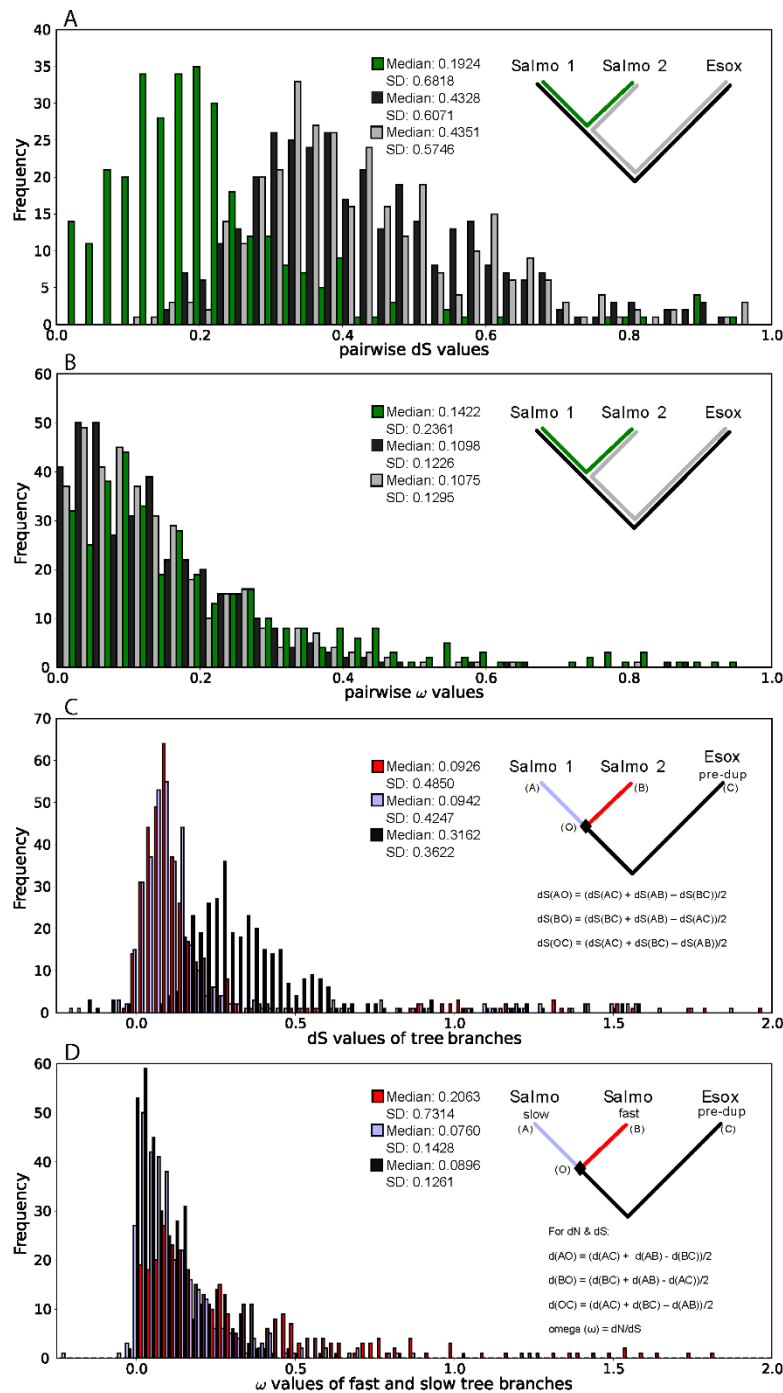 A
40
35
30
25
20
15
10
5
0
Frequency
Median: 0.1924
SD: 0.6818
Median: 0.4328
SD: 0.6071
Median: 0.4351
SD: 0.5746
Salmo 1 Salmo 2 Esox
0.0 0.2 0.4 0.6 0.8 1.0
pairwise dS values
B
60
50
40
30
20
10
0
Frequency
Median: 0.1422
SD: 0.2361
Median: 0.1098
SD: 0.1226
Median: 0.1075
SD: 0.1295
Salmo 1 Salmo 2 Esox
0.0 0.2 0.4 0.6 0.8 1.0
pairwise ω values
C
70
60
50
40
30
20
10
0
Frequency
Median: 0.0926
SD: 0.4850
Median: 0.0942
SD: 0.4247
Median: 0.3162
SD: 0.3622
Salmo 1 Salmo 2 Esox
pre-dup
(A) (B) (C)
(O)
dS(AO) = (dS(AC) + dS(AB) – dS(BC))/2
dS(BO) = (dS(BC) + dS(AB) – dS(AC))/2
dS(OC) = (dS(AC) + dS(BC) – dS(AB))/2
0.0 0.5 1.0 1.5 2.0
dS values of tree branches
D
60
50
40
30
20
10
0
Frequency
Median: 0.2063
SD: 0.7314
Median: 0.0760
SD: 0.1428
Median: 0.0896
SD: 0.1261
Salmo Salmo Esox
slow fast pre-dup
(A) (B) (C)
(O)
For dN & dS:
d(AO) = (d(AC) + d(AB) - d(BC))/2
d(BO) = (d(BC) + d(AB) - d(AC))/2
d(OC) = (d(AC) + d(BC) – d(AB))/2
omega (ω) = dN/dS
0.0 0.5 1.0 1.5 2.0
ω values of fast and slow tree branches